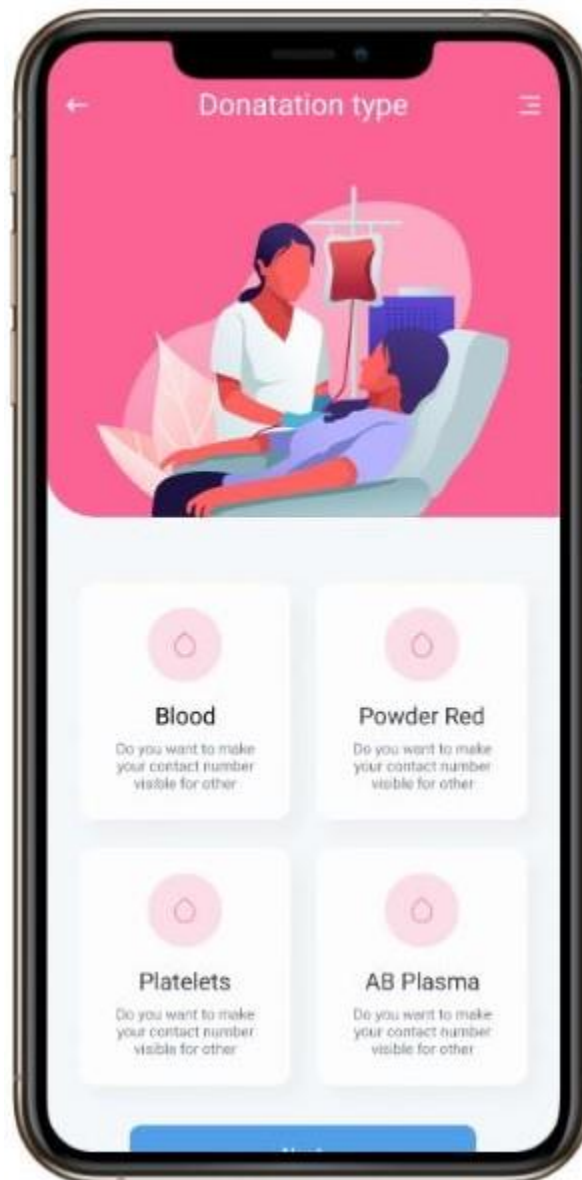 Donatation type
Blood
Do you want to make
your contact number
visible for other
Powder Red
Do you want to make
your contact number
visible for other
Platelets
Do you want to make
your contact number
visible for other
AB Plasma
Do you want to make
your contact number
visible for other